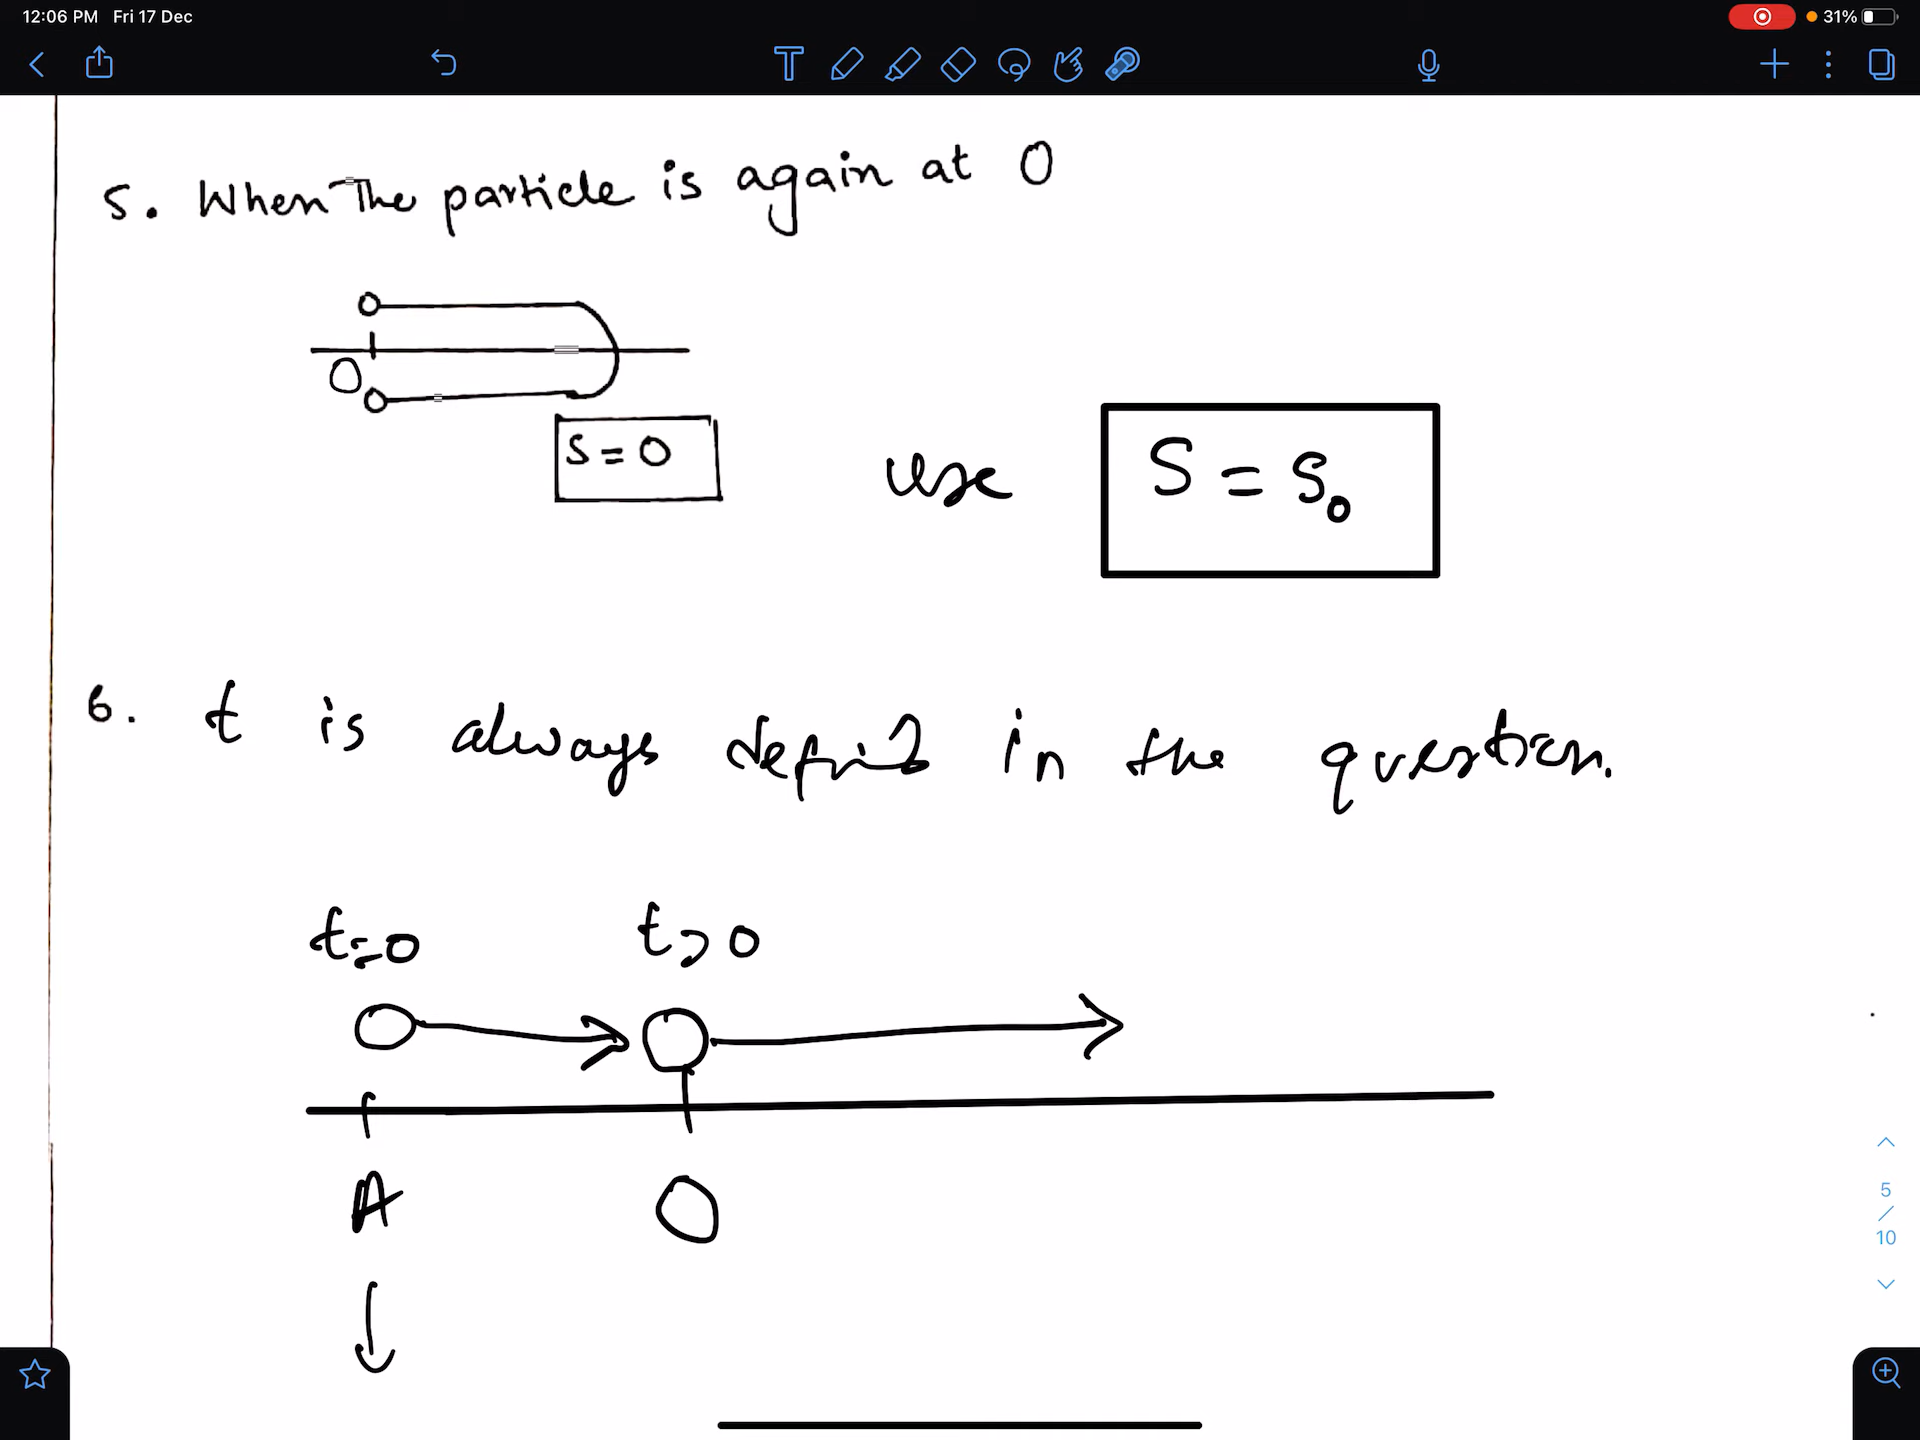 12:06 PM Fri 17 Dec
31%
5. When The particle is again at O
O
S = 0
use
S = S₀
6. t is always defined in the question.
t=0
t>0
A
O
5
/
10